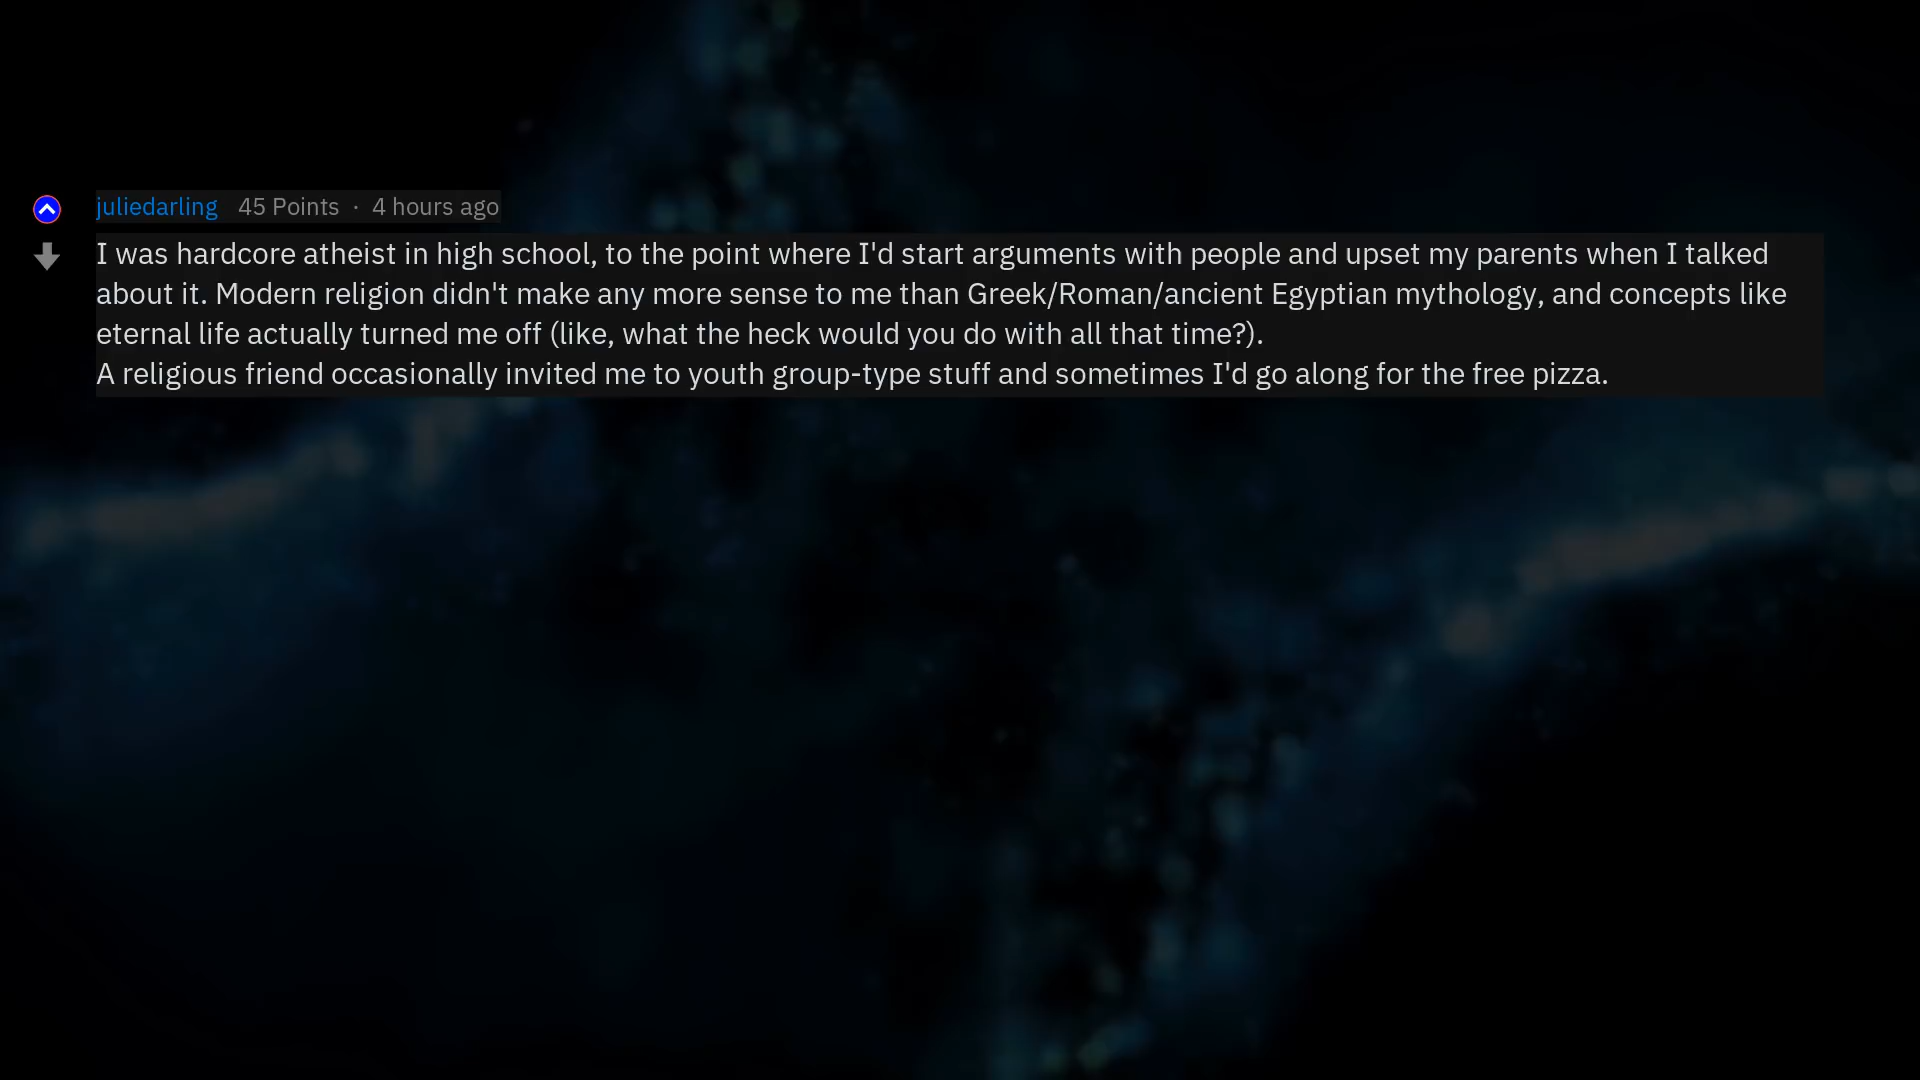 juliedarling 45 Points · 4 hours ago
I was hardcore atheist in high school, to the point where I'd start arguments with people and upset my parents when I talked
about it. Modern religion didn't make any more sense to me than Greek/Roman/ancient Egyptian mythology, and concepts like
eternal life actually turned me off (like, what the heck would you do with all that time?).
A religious friend occasionally invited me to youth group-type stuff and sometimes I'd go along for the free pizza.